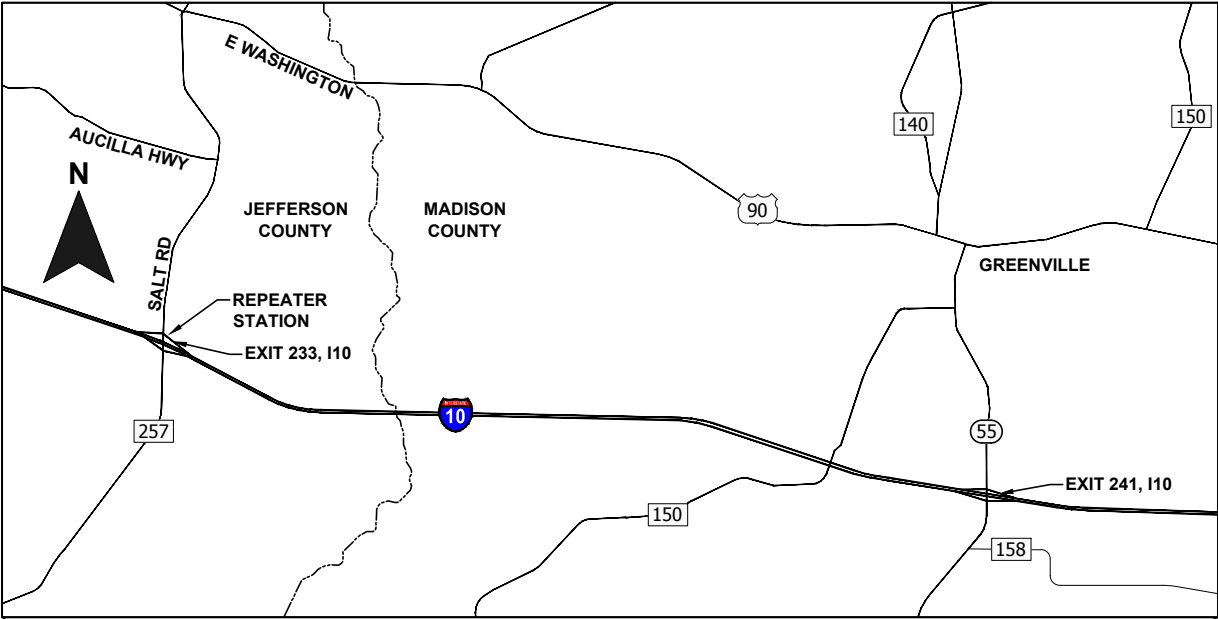 E WASHINGTON
140
150
AUCILLA HWY
N
JEFFERSON
COUNTY
MADISON
COUNTY
90
SALT RD
GREENVILLE
REPEATER
STATION
EXIT 233, I10
INTERSTATE
10
257
55
EXIT 241, I10
150
158